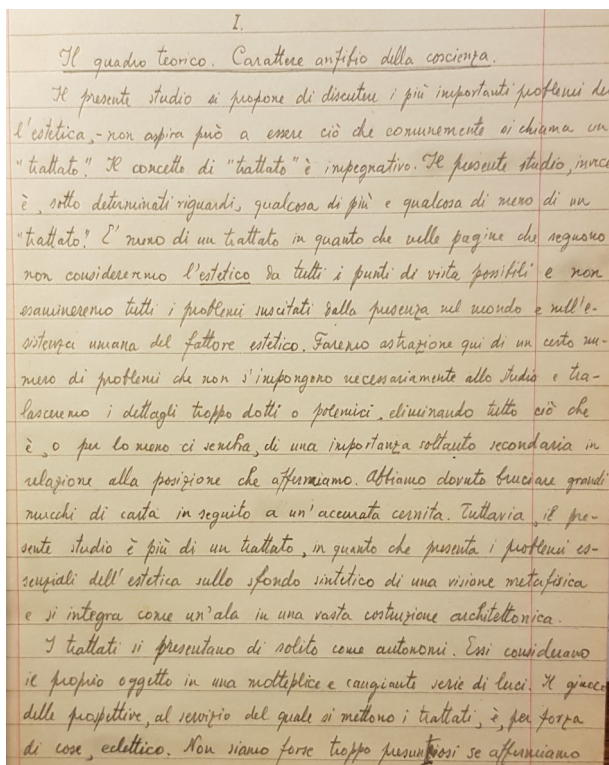 I.
Il quadro teorico. Carattere anfibio della coscienza.
Il presente studio si propone di discutere i più importanti problemi de
l'estetica,- non aspira però a essere ciò che comunemente si chiama un
"trattato". Il concetto di "trattato" è impegnativo. Il presente studio, invece
è, sotto determinati riguardi, qualcosa di più e qualcosa di meno di un
"trattato". E' meno di un trattato in quanto che nelle pagine che seguono
non considereremo l'estetico da tutti i punti di vista possibili e non
esamineremo tutti i problemi suscitati dalla presenza nel mondo e nell'e-
sistenza umana del fattore estetico. Faremo astrazione qui di un certo nu-
mero di problemi che non s'impongono necessariamente allo studio e tra-
lasceremo i dettagli troppo dotti o polemici, eliminando tutto ciò che
è, o per lo meno ci sembra, di una importanza soltanto secondaria in
relazione alla posizione che affermiamo. Abbiamo dovuto bruciare grandi
mucchi di carta in seguito a un'accurata cernita. Tuttavia, il pre-
sente studio è più di un trattato, in quanto che presenta i problemi es-
senziali dell'estetica sullo sfondo sintetico di una visione metafisica
e si integra come un'ala in una vasta costruzione architettonica.
I trattati si presentano di solito come autonomi. Essi considerano
il proprio oggetto in una molteplice e cangiante serie di luci. Il giuoco
delle prospettive, al servizio del quale si mettono i trattati, è, per forza
di cose, eclettico. Non siamo forse troppo presuntuosi se affermiamo